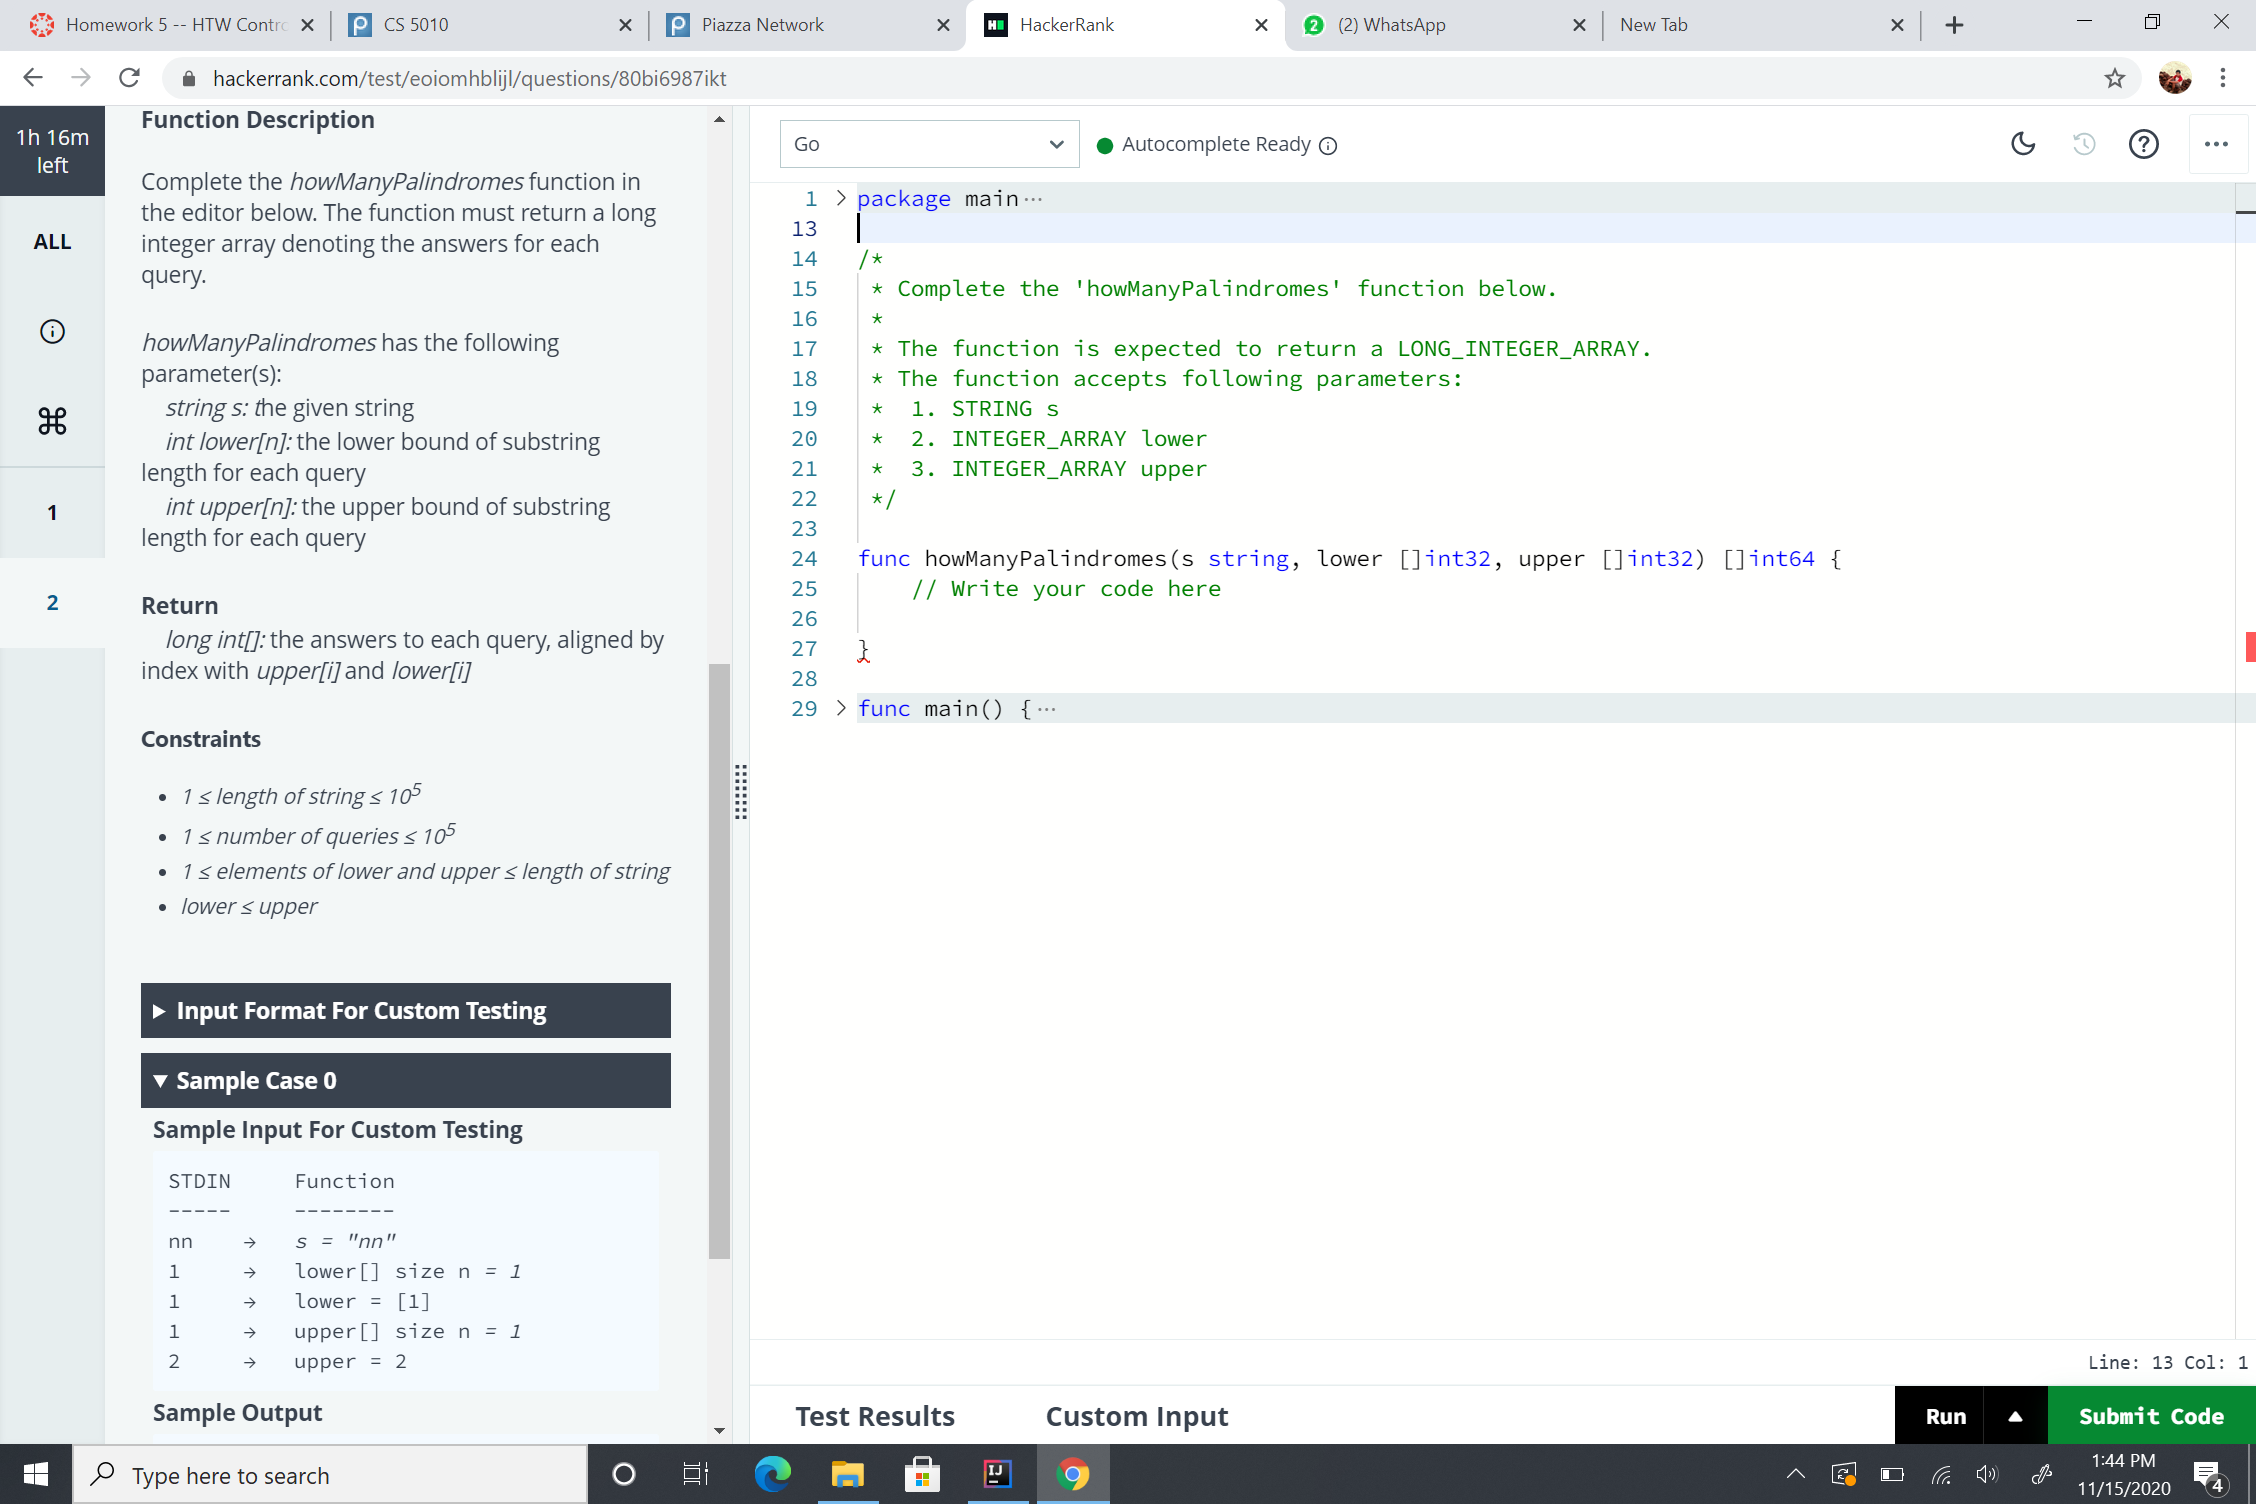 Homework 5 -- HTW Contro
CS 5010
Piazza Network
HackerRank
(2) WhatsApp
New Tab
hackerrank.com/test/eoiomhblijl/questions/80bi6987ikt
1h 16m
left
ALL
1
2
Function Description
Complete the howManyPalindromes function in
the editor below. The function must return a long
integer array denoting the answers for each
query.
howManyPalindromes has the following
parameter(s):
string s: the given string
int lower[n]: the lower bound of substring
length for each query
int upper[n]: the upper bound of substring
length for each query
Return
long int[]: the answers to each query, aligned by
index with upper[i] and lower[i]
Constraints
• 1 ≤ length of string ≤ 10⁵
• 1 ≤ number of queries ≤ 10⁵
• 1 ≤ elements of lower and upper ≤ length of string
• lower ≤ upper
Input Format For Custom Testing
Sample Case 0
Sample Input For Custom Testing
STDIN Function
----- --------
nn → s = "nn"
1 → lower[] size n = 1
1 → lower = [1]
1 → upper[] size n = 1
2 → upper = 2
Sample Output
Go
Autocomplete Ready
1 > package main ...
13
14 /*
15 * Complete the 'howManyPalindromes' function below.
16 *
17 * The function is expected to return a LONG_INTEGER_ARRAY.
18 * The function accepts following parameters:
19 * 1. STRING s
20 * 2. INTEGER_ARRAY lower
21 * 3. INTEGER_ARRAY upper
22 */
23
24 func howManyPalindromes(s string, lower []int32, upper []int32) []int64 {
25 // Write your code here
26
27 }
28
29 > func main() { ...
Line: 13 Col: 1
Test Results
Custom Input
Run
Submit Code
Type here to search
1:44 PM
11/15/2020
4